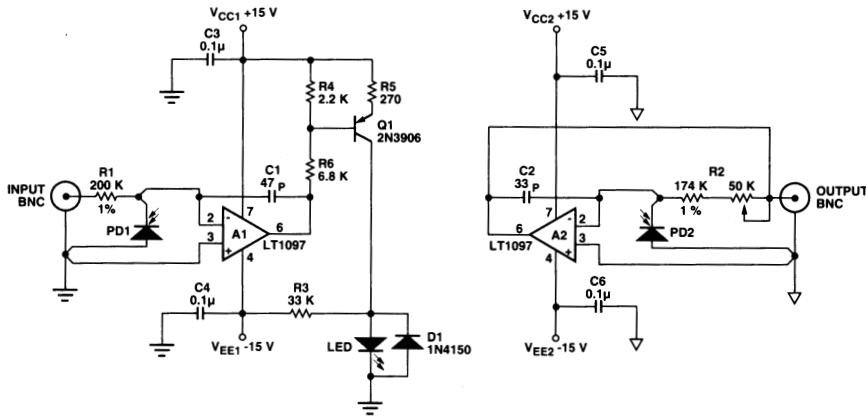 VCC1 +15 V
C3
0.1µ
R4
2.2 K
R5
270
Q1
2N3906
R6
6.8 K
C1
47 P
INPUT
BNC
R1
200 K
1%
PD1
2
3
-
+
A1
7
4
6
LT1097
C4
0.1µ
R3
33 K
VEE1 -15 V
LED
D1
1N4150
VCC2 +15 V
C5
0.1µ
C2
33 P
R2
174 K
1 %
50 K
OUTPUT
BNC
PD2
6
LT1097
A2
7
4
-
+
2
3
C6
0.1µ
VEE2 -15 V